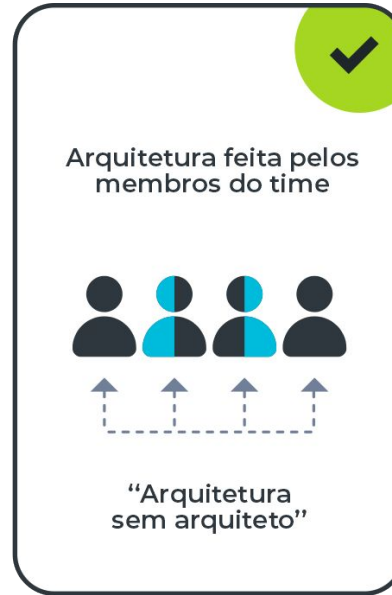 Arquitetura feita pelos
membros do time
“Arquitetura
sem arquiteto”